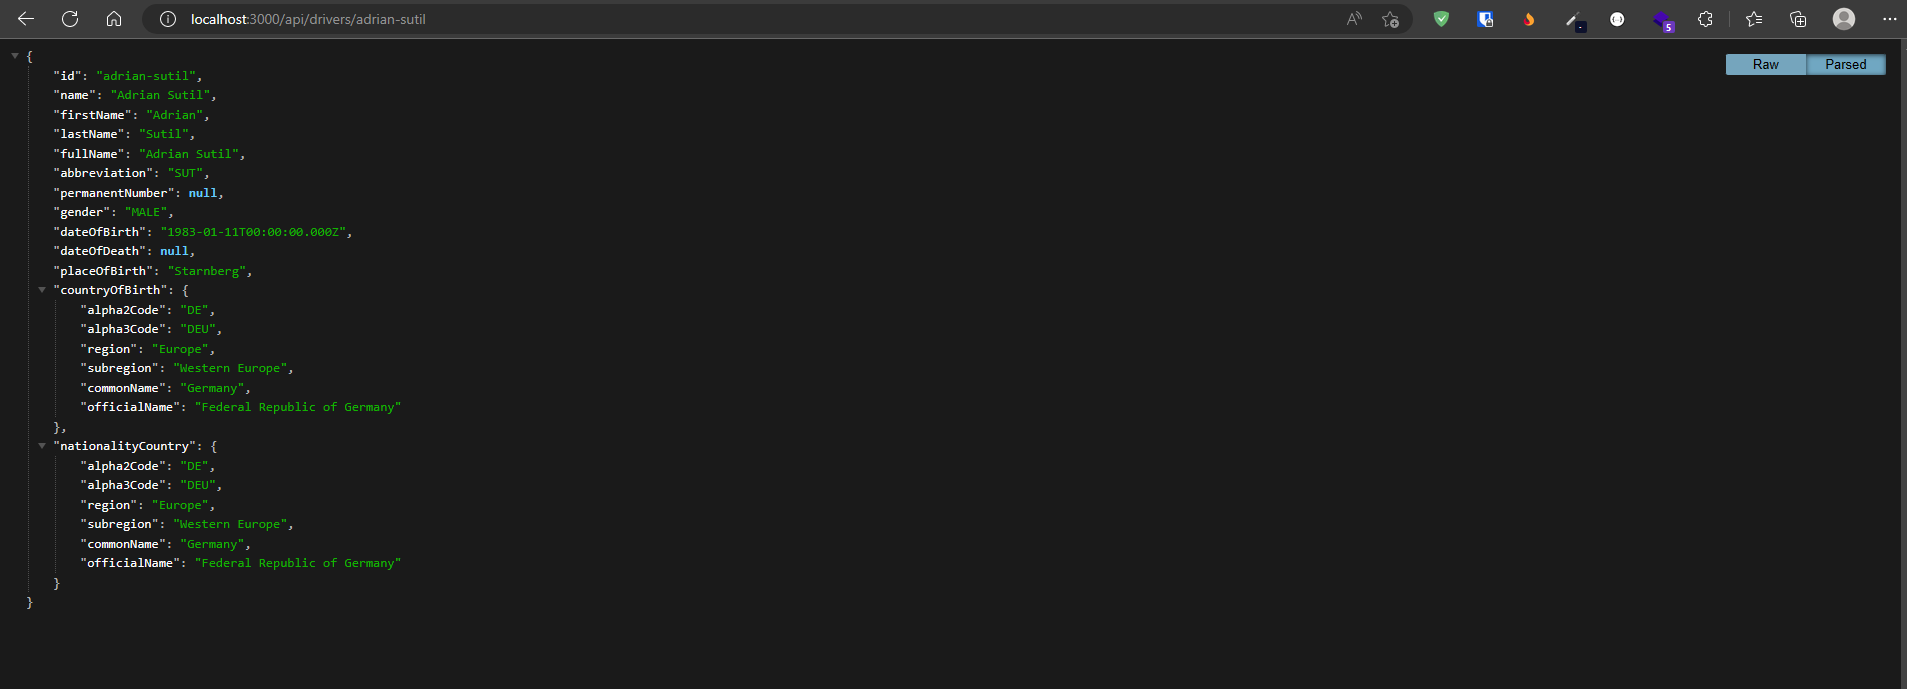 localhost:3000/api/drivers/adrian-sutil
5
Raw Parsed
{
"id": "adrian-sutil",
"name": "Adrian Sutil",
"firstName": "Adrian",
"lastName": "Sutil",
"fullName": "Adrian Sutil",
"abbreviation": "SUT",
"permanentNumber": null,
"gender": "MALE",
"dateOfBirth": "1983-01-11T00:00:00.000Z",
"dateOfDeath": null,
"placeOfBirth": "Starnberg",
"countryOfBirth": {
"alpha2Code": "DE",
"alpha3Code": "DEU",
"region": "Europe",
"subregion": "Western Europe",
"commonName": "Germany",
"officialName": "Federal Republic of Germany"
},
"nationalityCountry": {
"alpha2Code": "DE",
"alpha3Code": "DEU",
"region": "Europe",
"subregion": "Western Europe",
"commonName": "Germany",
"officialName": "Federal Republic of Germany"
}
}